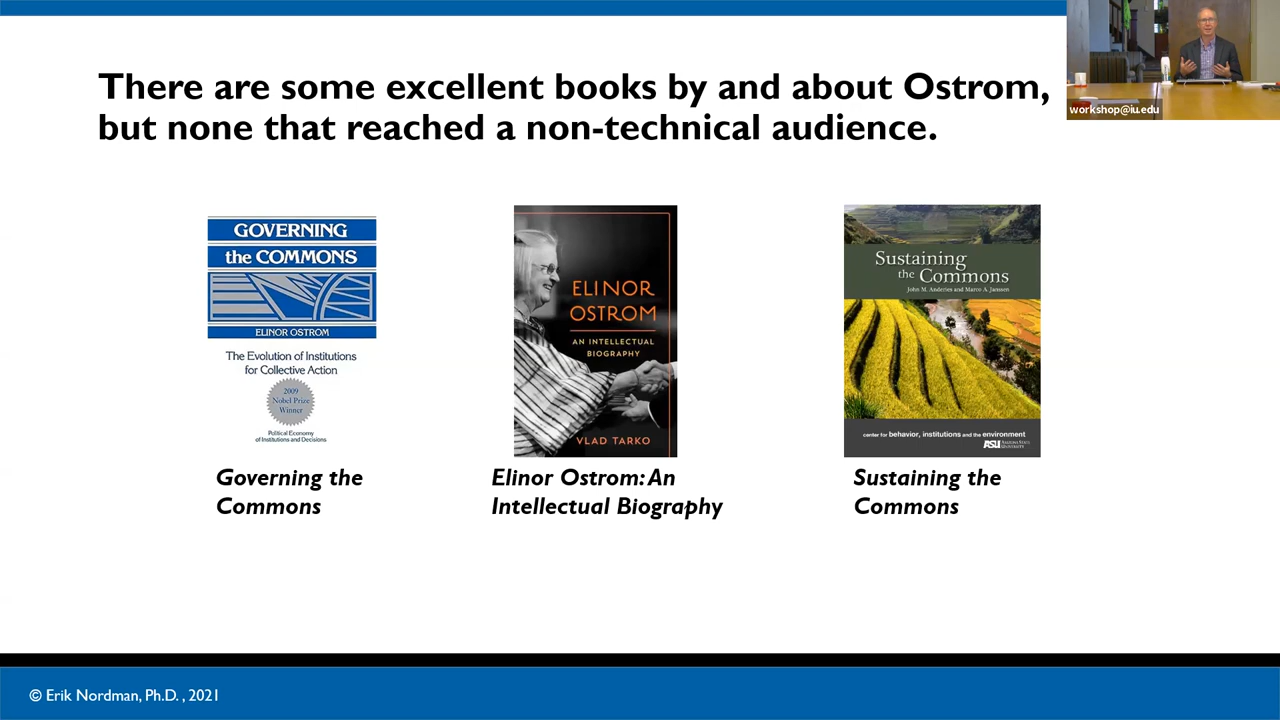 There are some excellent books by and about Ostrom,
but none that reached a non-technical audience.
workshop@iu.edu
GOVERNING
the COMMONS
ELINOR OSTROM
The Evolution of Institutions
for Collective Action
2009
Nobel Prize
Winner
Political Economy
of Institutions and Decisions
ELINOR
OSTROM
AN INTELLECTUAL
BIOGRAPHY
VLAD TARKO
Sustaining
the Commons
John M. Anderies and Marco A. Janssen
center for behavior, institutions and the environment
ASU ARIZONA STATE
UNIVERSITY
Governing the
Commons
Elinor Ostrom: An
Intellectual Biography
Sustaining the
Commons
© Erik Nordman, Ph.D. , 2021